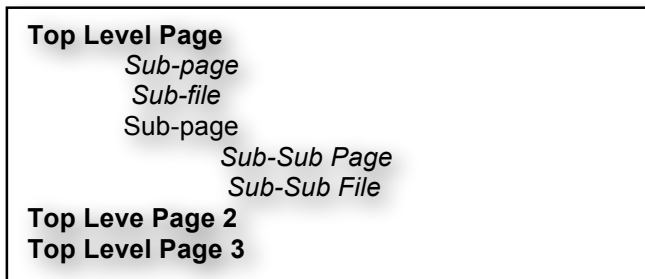 Top Level Page
Sub-page
Sub-file
Sub-page
Sub-Sub Page
Sub-Sub File
Top Leve Page 2
Top Level Page 3